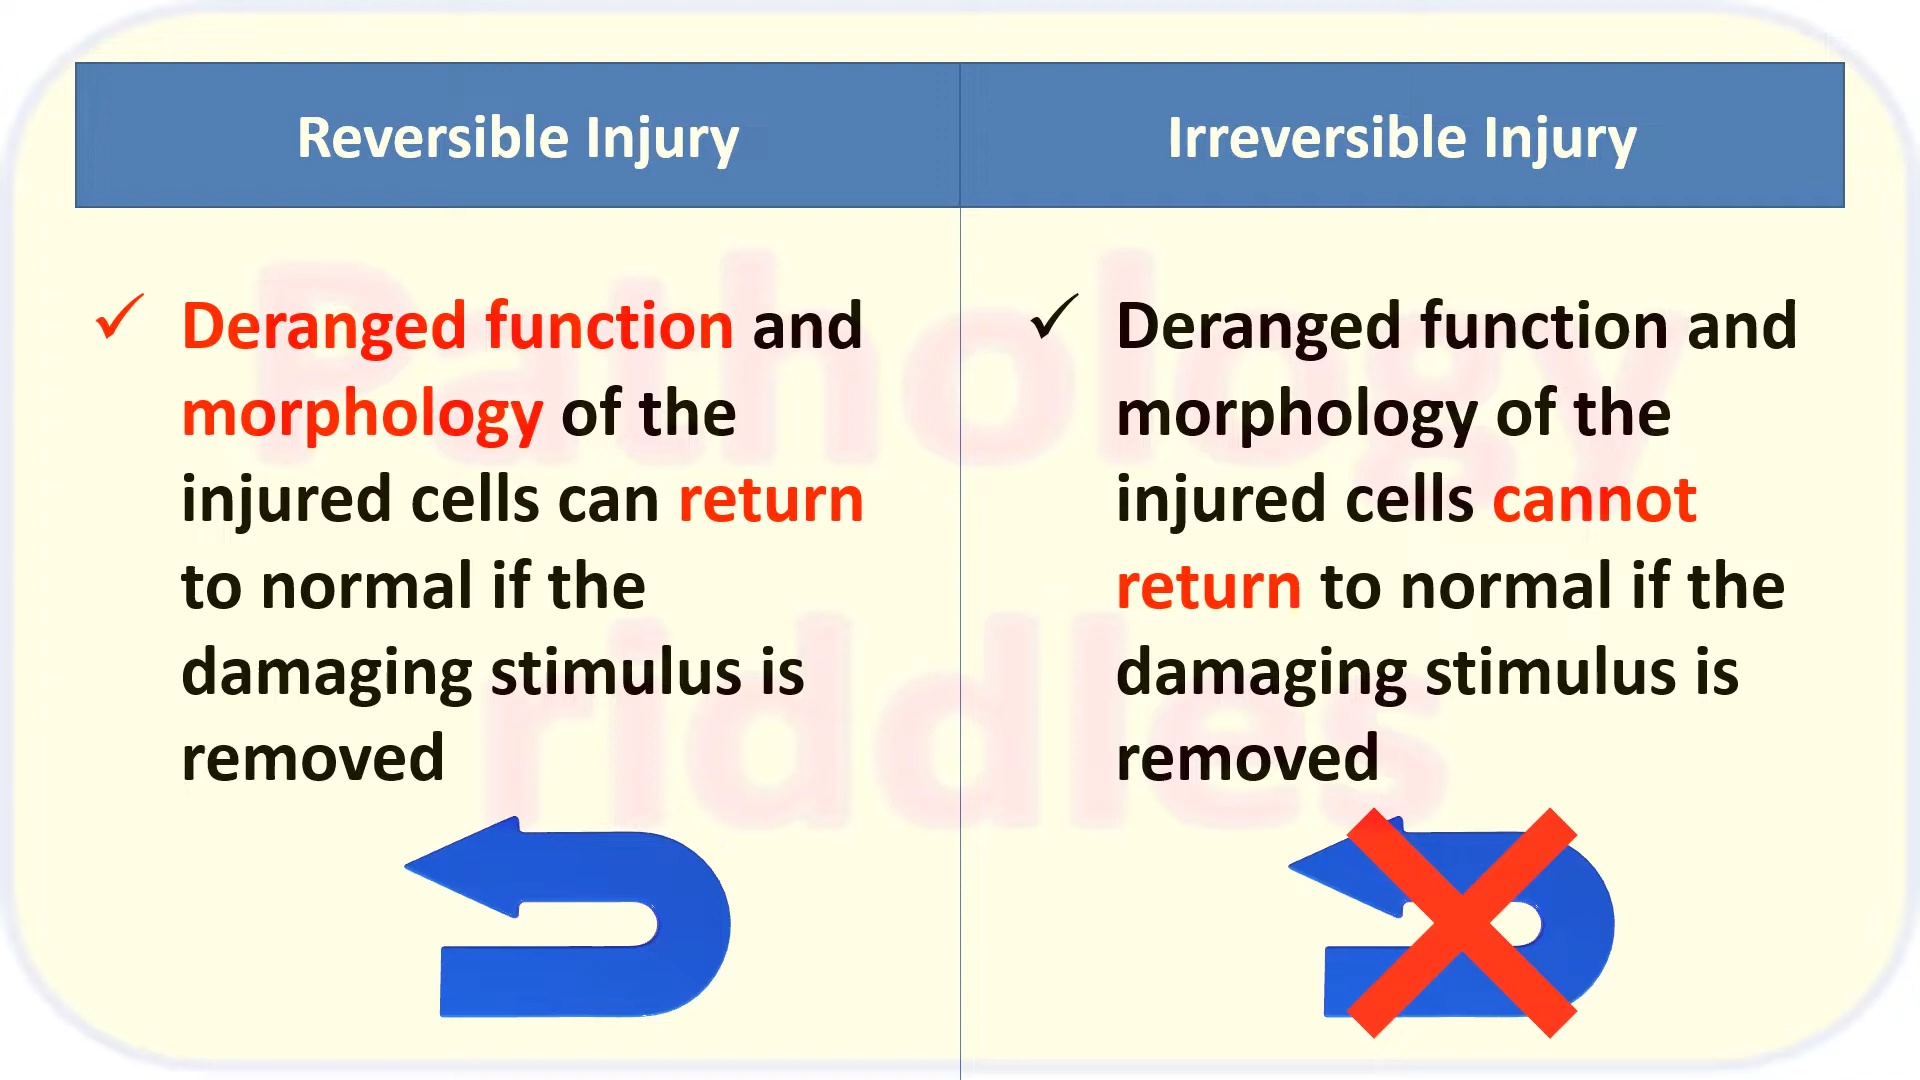 Reversible Injury
Irreversible Injury
✓ Deranged function and
morphology of the
injured cells can return
to normal if the
damaging stimulus is
removed
✓ Deranged function and
morphology of the
injured cells cannot
return to normal if the
damaging stimulus is
removed
Pathology
riddles